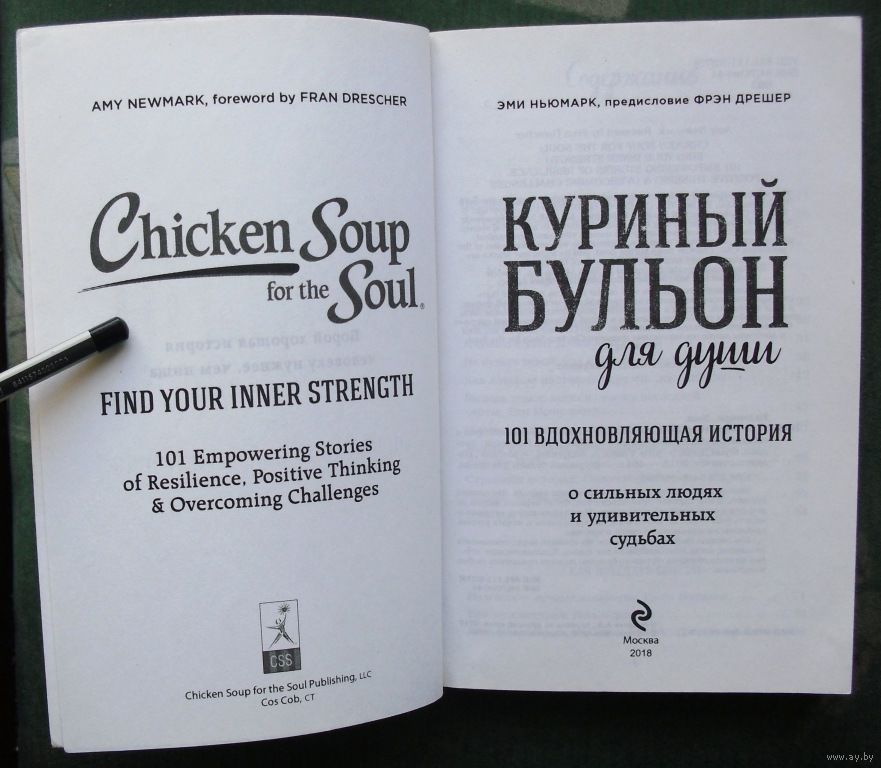 AMY NEWMARK, foreword by FRAN DRESCHER
Chicken Soup
for the Soul®
FIND YOUR INNER STRENGTH
101 Empowering Stories
of Resilience, Positive Thinking
& Overcoming Challenges
CSS
Chicken Soup for the Soul Publishing, LLC
Cos Cob, CT
ЭМИ НЬЮМАРК, предисловие ФРЭН ДРЕШЕР
КУРИНЫЙ
БУЛЬОН
для души
101 ВДОХНОВЛЯЮЩАЯ ИСТОРИЯ
о сильных людях
и удивительных
судьбах
Москва
2018
www.ay.by